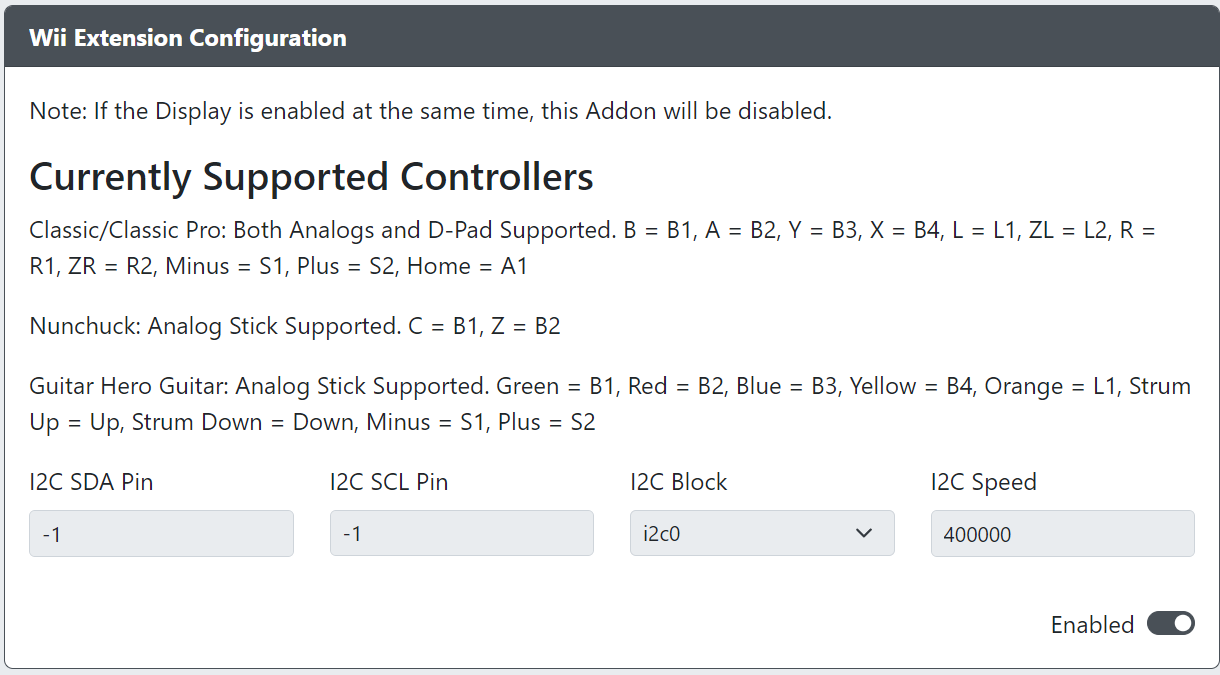 Wii Extension Configuration
Note: If the Display is enabled at the same time, this Addon will be disabled.
Currently Supported Controllers
Classic/Classic Pro: Both Analogs and D-Pad Supported. B = B1, A = B2, Y = B3, X = B4, L = L1, ZL = L2, R =
R1, ZR = R2, Minus = S1, Plus = S2, Home = A1
Nunchuck: Analog Stick Supported. C = B1, Z = B2
Guitar Hero Guitar: Analog Stick Supported. Green = B1, Red = B2, Blue = B3, Yellow = B4, Orange = L1, Strum
Up = Up, Strum Down = Down, Minus = S1, Plus = S2
I2C SDA Pin I2C SCL Pin I2C Block I2C Speed
-1 -1 i2c0 400000
Enabled